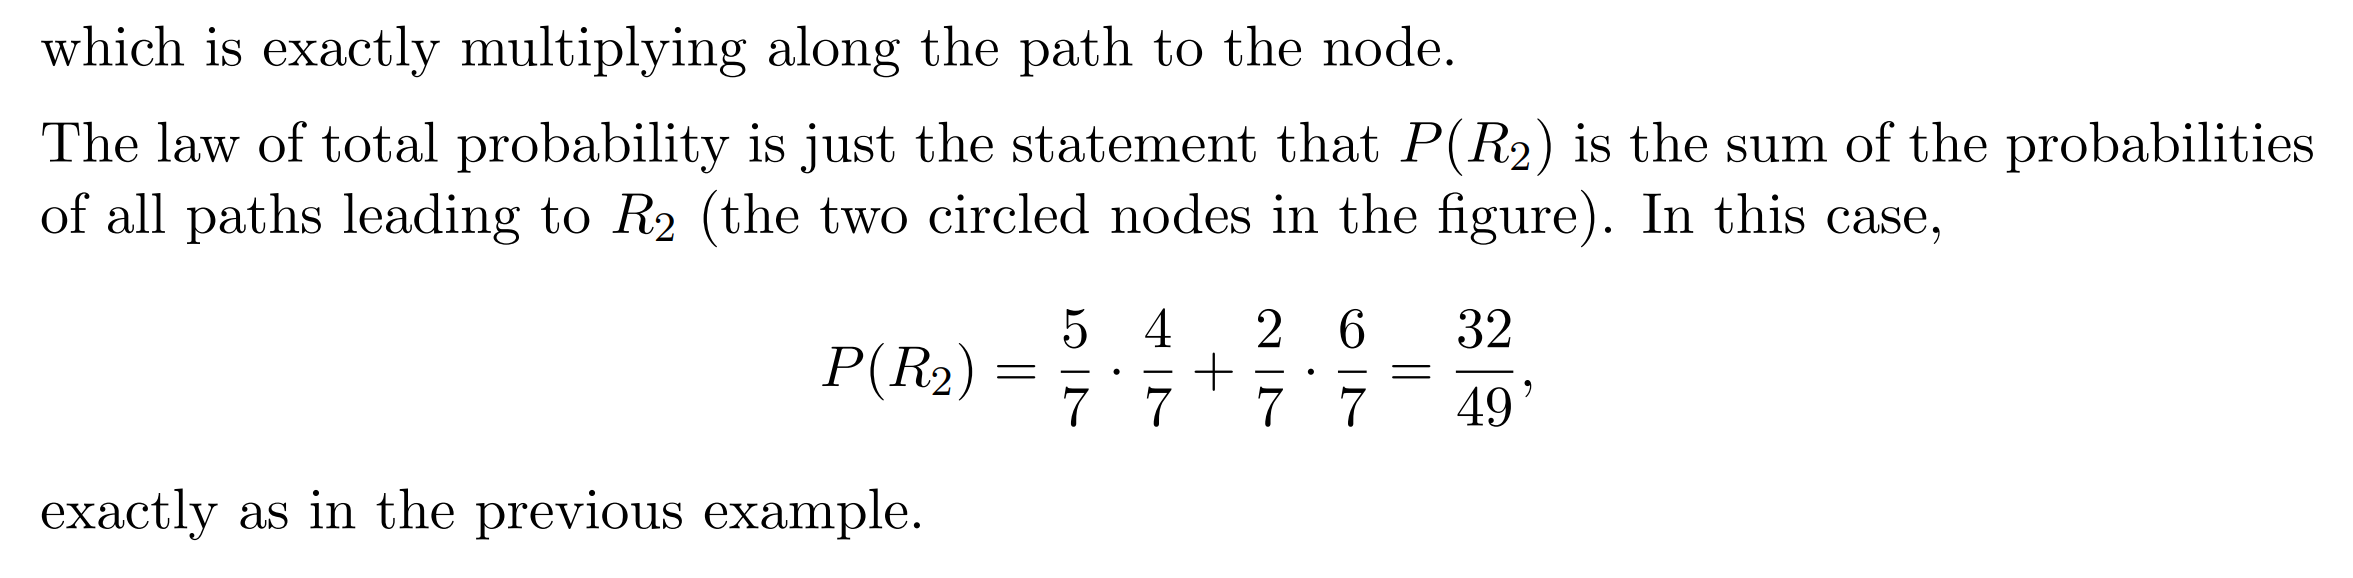 which is exactly multiplying along the path to the node.
The law of total probability is just the statement that P(R₂) is the sum of the probabilities
of all paths leading to R₂ (the two circled nodes in the figure). In this case,
P(R₂) = 5/7 · 4/7 + 2/7 · 6/7 = 32/49,
exactly as in the previous example.